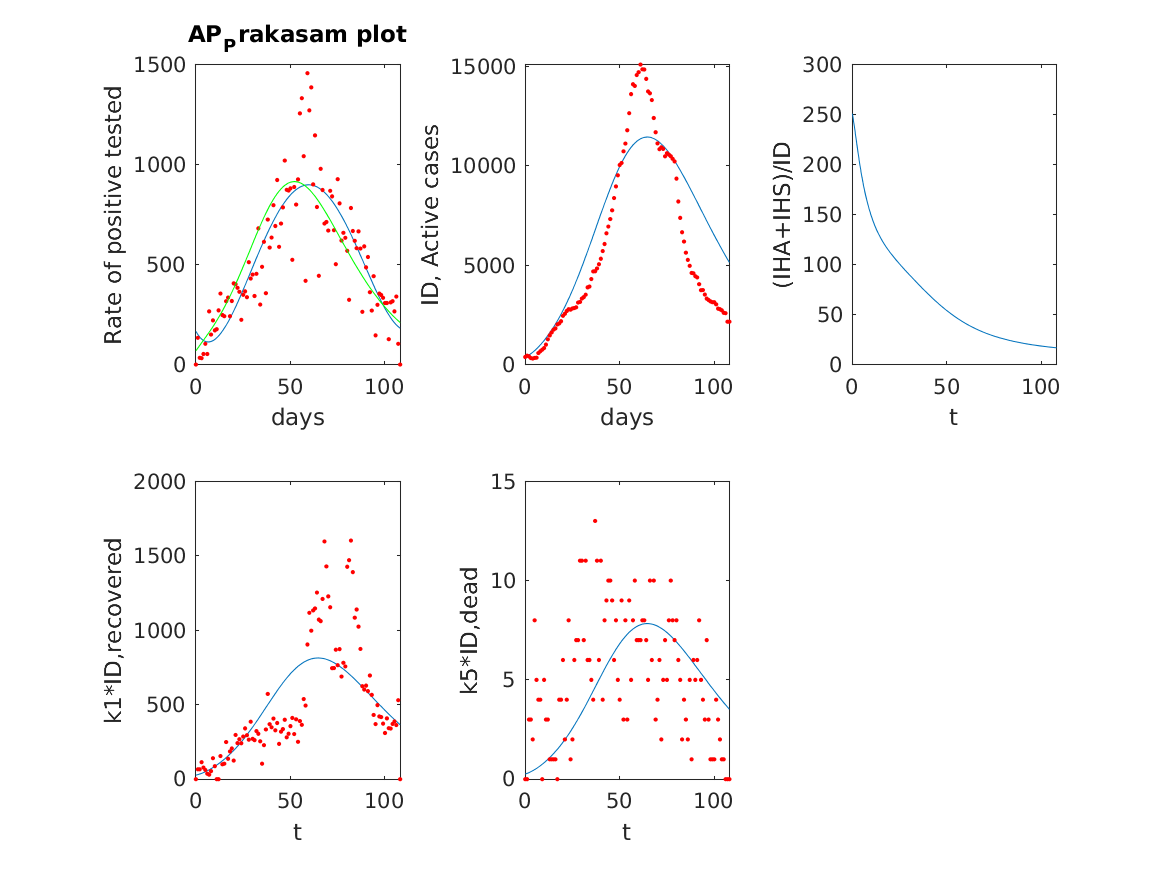 AP_Prakasam plot
1500
1000
500
0
0 50 100
days
Rate of positive tested
15000
10000
5000
0
0 50 100
days
ID, Active cases
300
250
200
150
100
50
0
0 50 100
t
(IHA+IHS)/ID
2000
1500
1000
500
0
0 50 100
t
k1*ID,recovered
15
10
5
0
0 50 100
t
k5*ID,dead